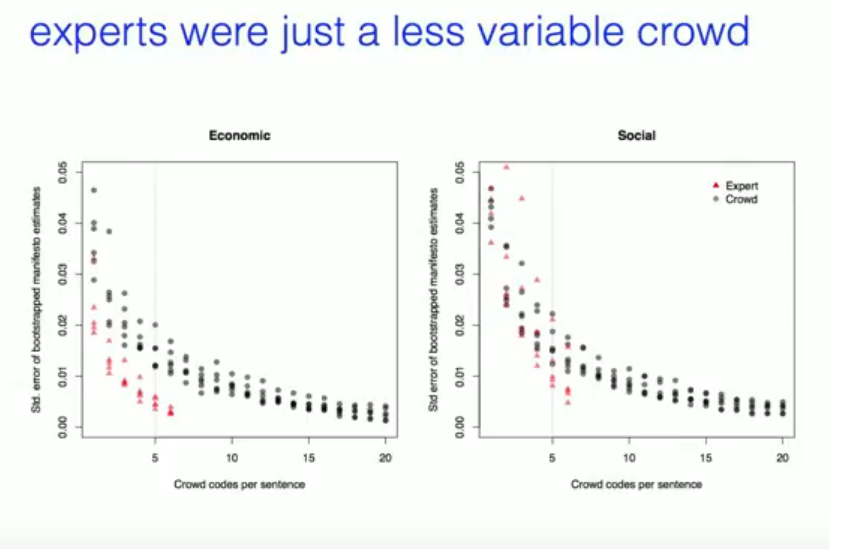 experts were just a less variable crowd
Economic
Std. error of bootstrapped manifesto estimates
0.05
0.04
0.03
0.02
0.01
0.00
5 10 15 20
Crowd codes per sentence
Social
Std error of bootstrapped manifesto estimates
0.05
0.04
0.03
0.02
0.01
0.00
Expert
Crowd
5 10 15 20
Crowd codes per sentence